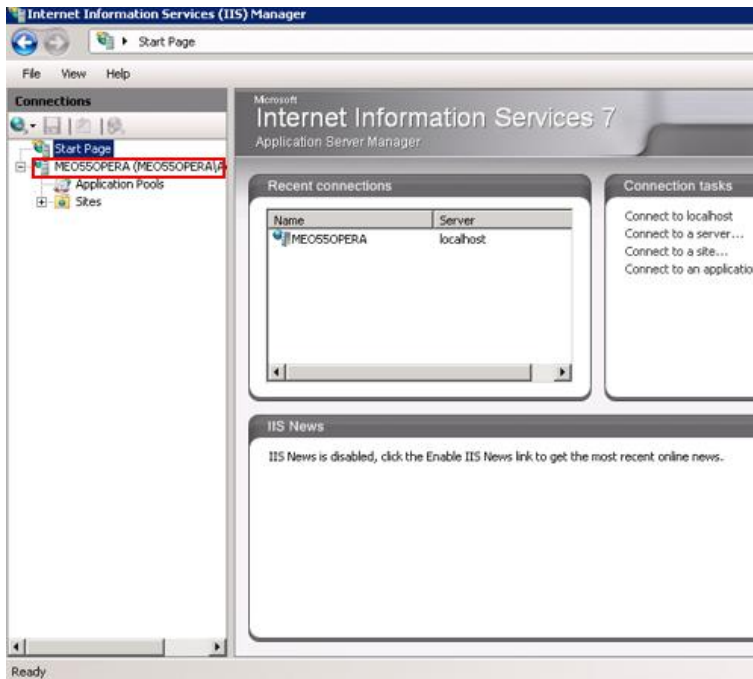 Internet Information Services (IIS) Manager
Start Page
File View Help
Connections
Start Page
MEO55OPERA (MEO55OPERA\A
Application Pools
Sites
Microsoft
Internet Information Services 7
Application Server Manager
Recent connections
Name Server
MEO55OPERA localhost
Connection tasks
Connect to localhost
Connect to a server...
Connect to a site...
Connect to an applicatio
IIS News
IIS News is disabled, click the Enable IIS News link to get the most recent online news.
Ready